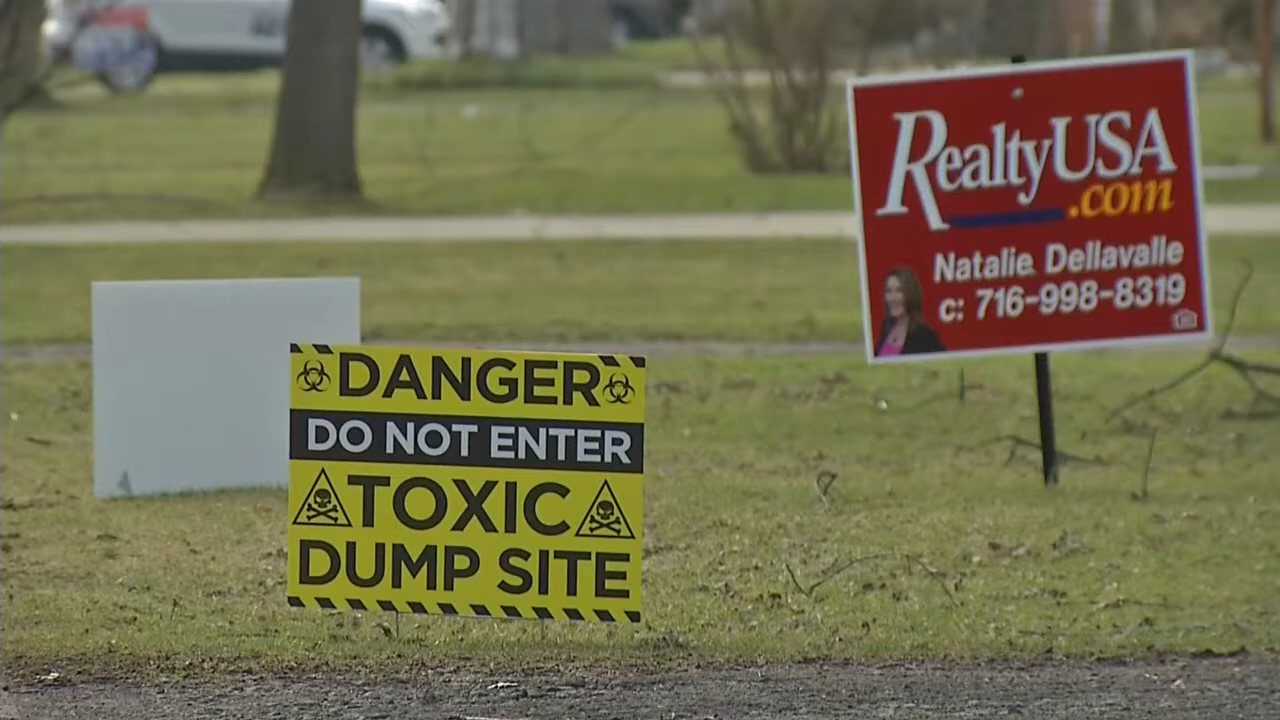 DANGER
DO NOT ENTER
TOXIC
DUMP SITE
RealtyUSA
.com
Natalie Dellavalle
c: 716-998-8319